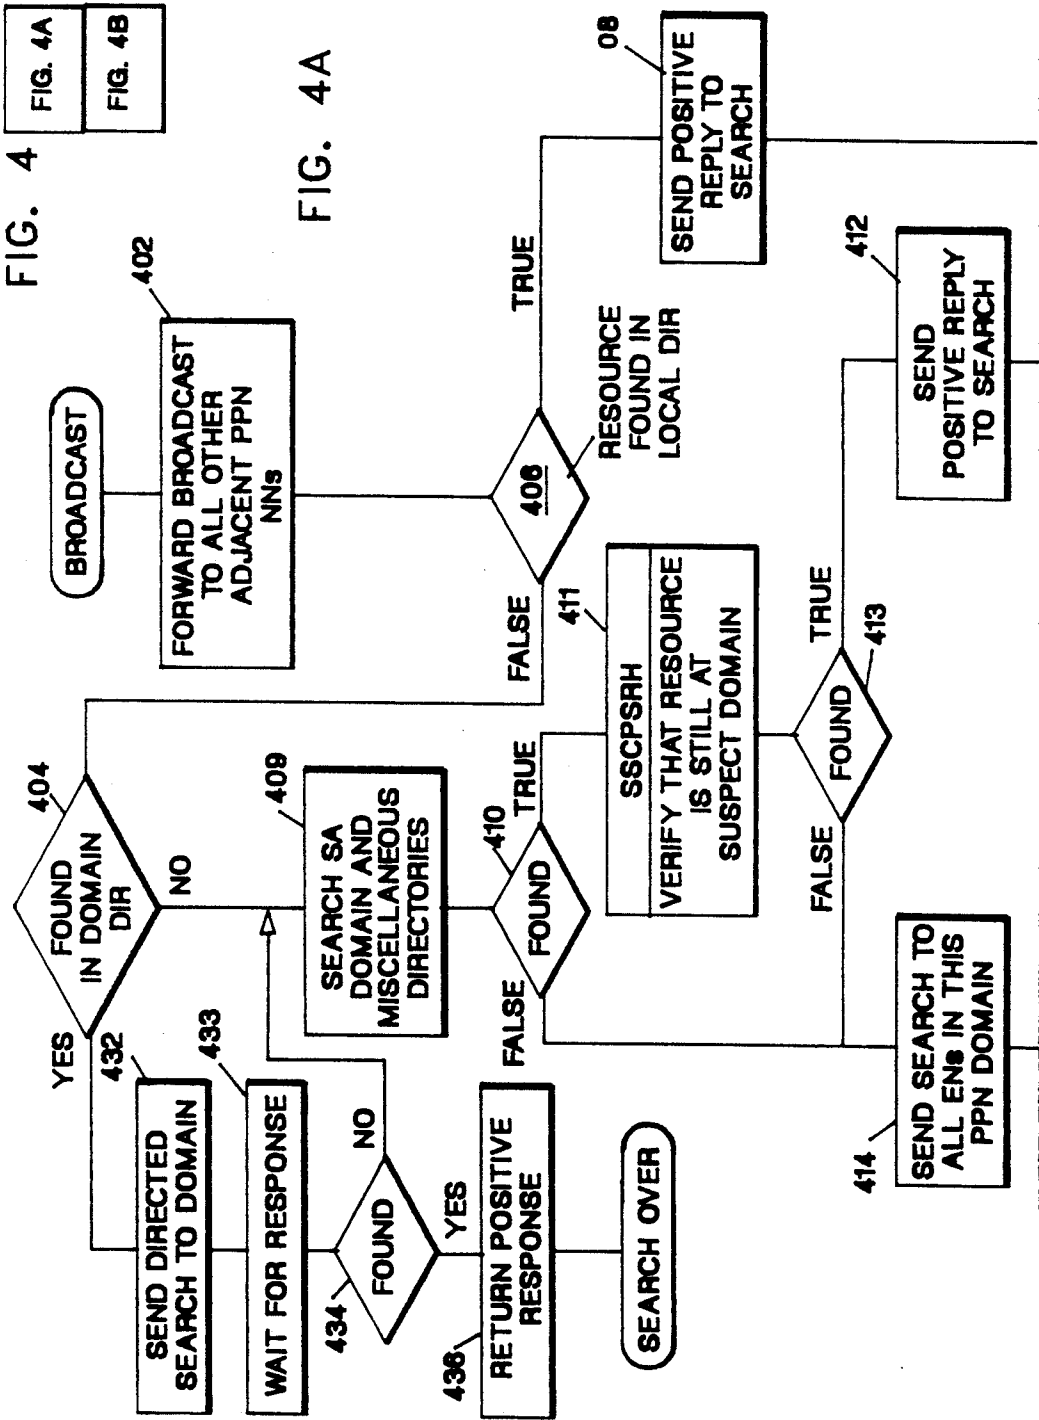 FIG. 4
FIG. 4A
FIG. 4B
FIG. 4A
BROADCAST
402
FORWARD BROADCAST
TO ALL OTHER
ADJACENT PPN
NNs
406
RESOURCE
FOUND IN
LOCAL DIR
TRUE
FALSE
08
SEND POSITIVE
REPLY TO
SEARCH
404
FOUND
IN DOMAIN
DIR
YES
NO
432
SEND DIRECTED
SEARCH TO DOMAIN
433
WAIT FOR RESPONSE
434
FOUND
NO
YES
436
RETURN POSITIVE
RESPONSE
SEARCH OVER
409
SEARCH SA
DOMAIN AND
MISCELLANEOUS
DIRECTORIES
410
FOUND
TRUE
FALSE
411
SSCPSRH
VERIFY THAT RESOURCE
IS STILL AT
SUSPECT DOMAIN
413
FOUND
TRUE
FALSE
412
SEND
POSITIVE REPLY
TO SEARCH
414
SEND SEARCH TO
ALL ENs IN THIS
PPN DOMAIN